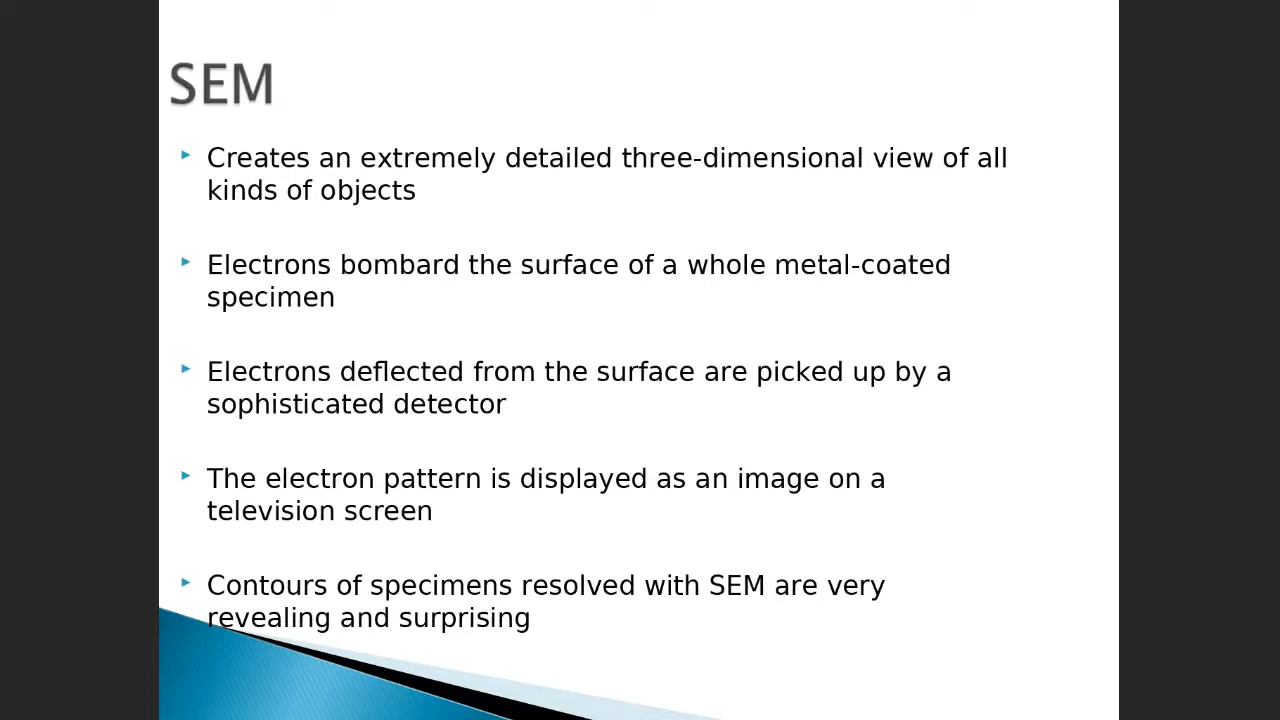 SEM
Creates an extremely detailed three-dimensional view of all
kinds of objects
Electrons bombard the surface of a whole metal-coated
specimen
Electrons deflected from the surface are picked up by a
sophisticated detector
The electron pattern is displayed as an image on a
television screen
Contours of specimens resolved with SEM are very
revealing and surprising